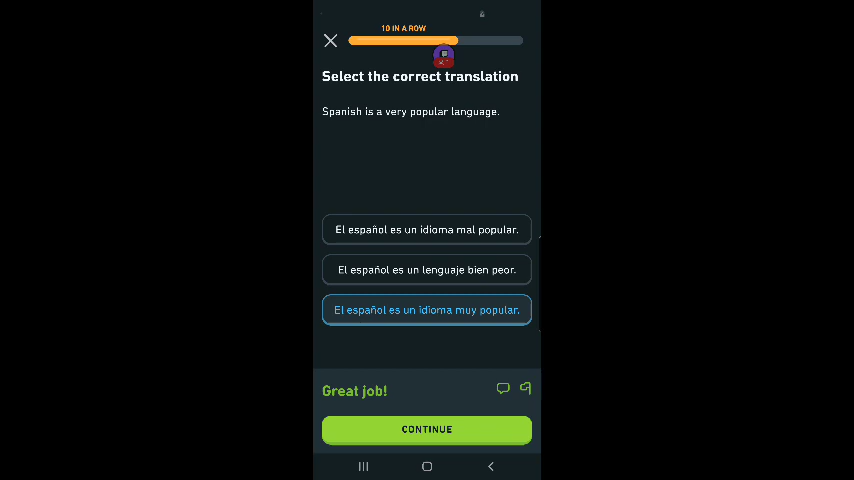 10 IN A ROW
Select the correct translation
Spanish is a very popular language.
El español es un idioma mal popular.
El español es un lenguaje bien peor.
El español es un idioma muy popular.
Great job!
CONTINUE